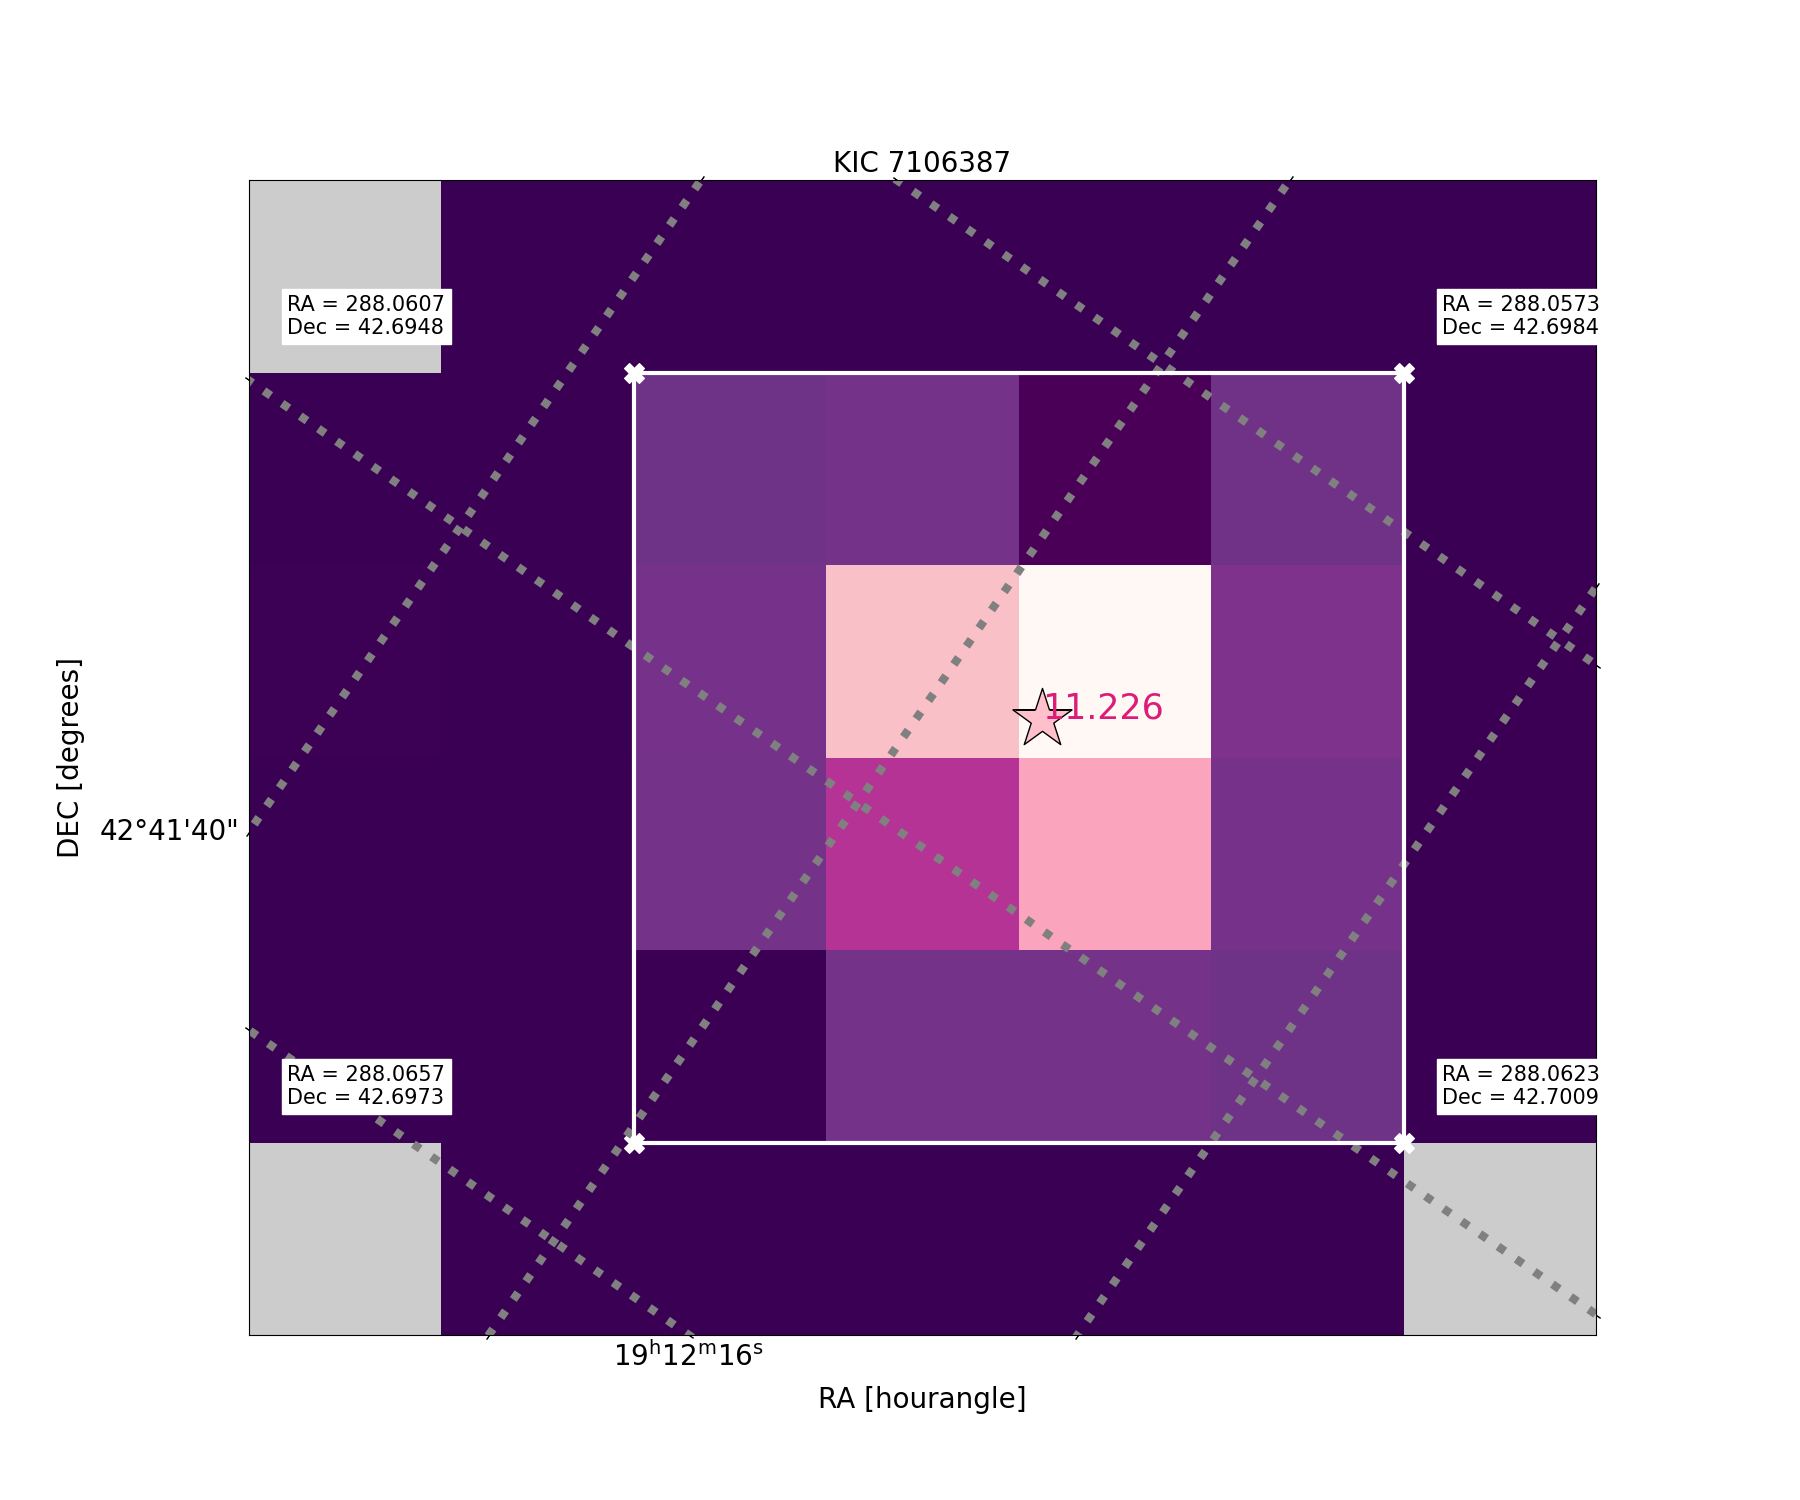 KIC 7106387
RA = 288.0607
Dec = 42.6948
RA = 288.0573
Dec = 42.6984
11.226
DEC [degrees]
42°41'40"
RA = 288.0657
Dec = 42.6973
RA = 288.0623
Dec = 42.7009
19h12m16s
RA [hourangle]